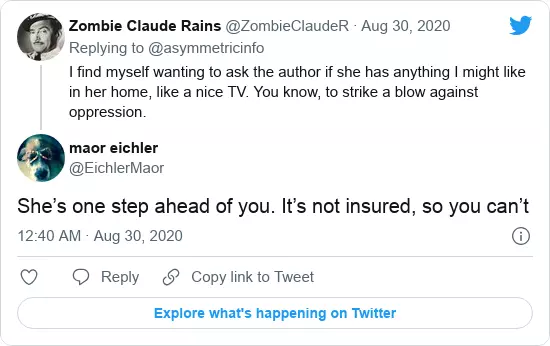 Zombie Claude Rains @ZombieClaudeR · Aug 30, 2020
Replying to @asymmetricinfo
I find myself wanting to ask the author if she has anything I might like
in her home, like a nice TV. You know, to strike a blow against
oppression.
maor eichler
@EichlerMaor
She’s one step ahead of you. It’s not insured, so you can’t
12:40 AM · Aug 30, 2020
Reply
Copy link to Tweet
Explore what's happening on Twitter